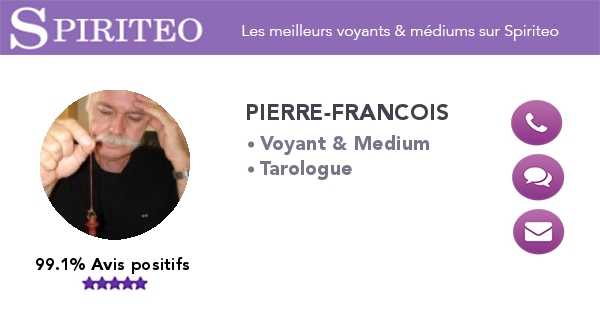 SPIRITEO
Les meilleurs voyants & médiums sur Spiriteo
PIERRE-FRANCOIS
• Voyant & Medium
• Tarologue
99.1% Avis positifs